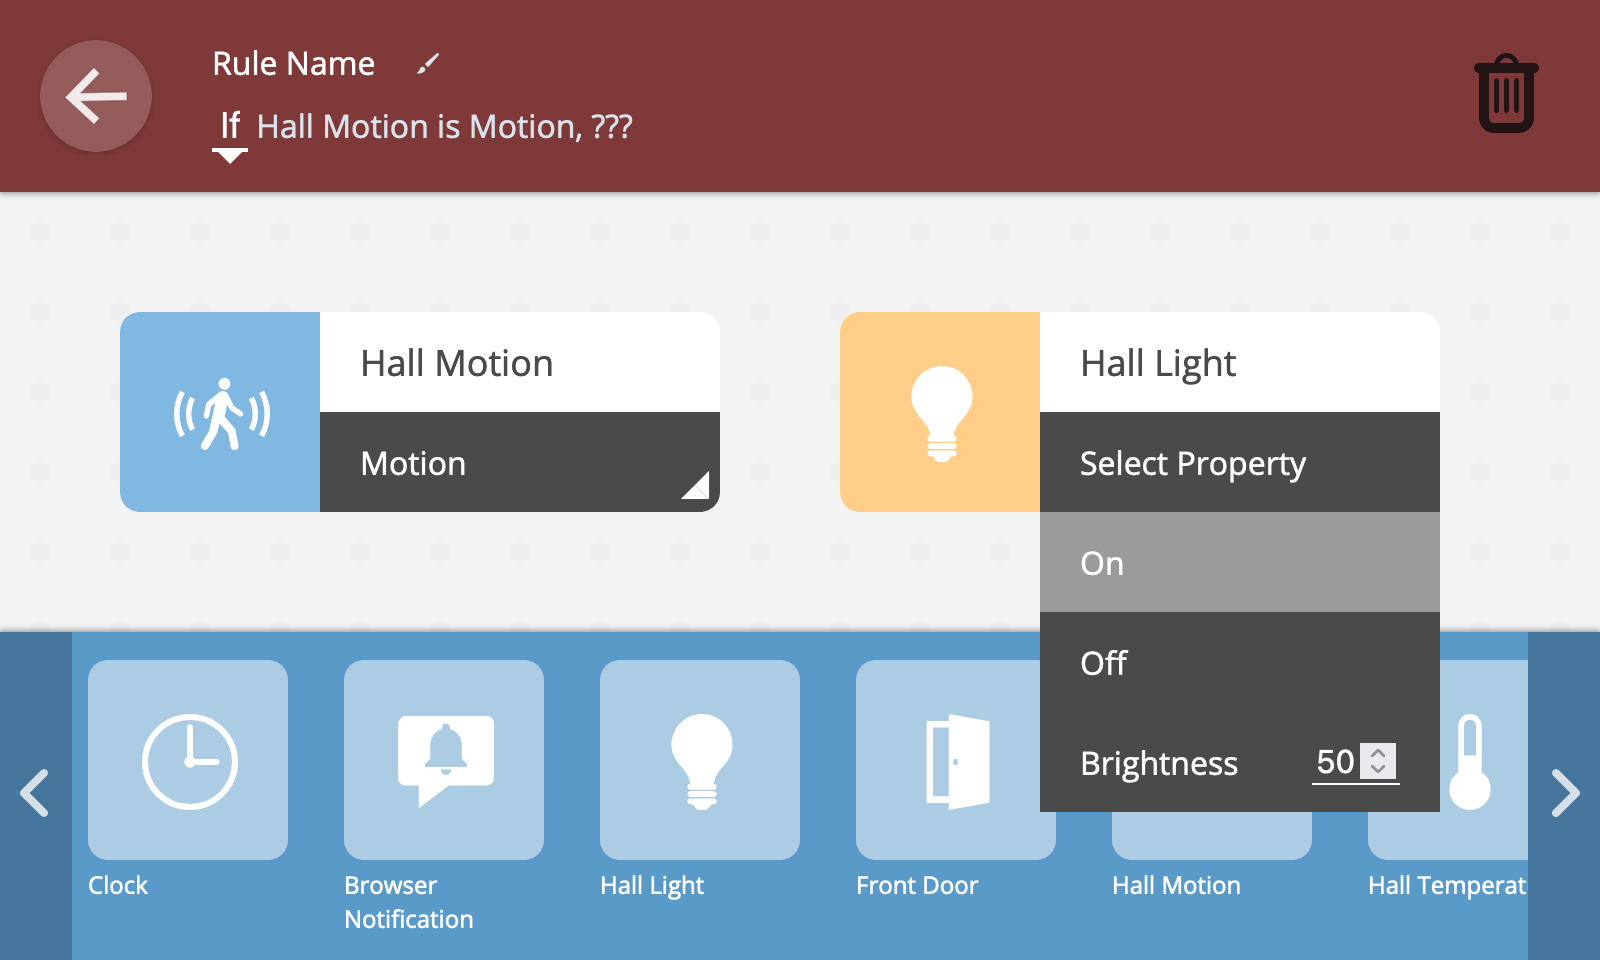 Rule Name
If Hall Motion is Motion, ???
Hall Motion
Motion
Hall Light
Select Property
On
Off
Brightness 50
Clock
Browser
Notification
Hall Light
Front Door
Hall Motion
Hall Temperat